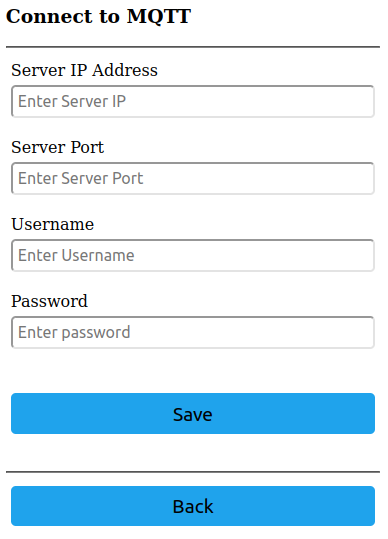 Connect to MQTT
Server IP Address
Enter Server IP
Server Port
Enter Server Port
Username
Enter Username
Password
Enter password
Save
Back